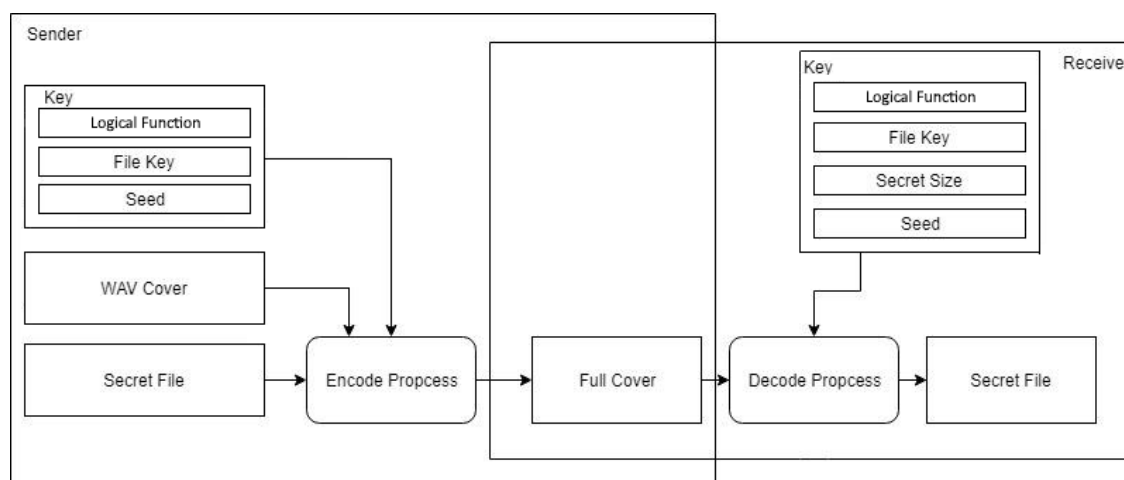 Sender
Receive
Key
Logical Function
File Key
Seed
Key
Logical Function
File Key
Secret Size
Seed
WAV Cover
Secret File
Encode Propcess
Full Cover
Decode Propcess
Secret File